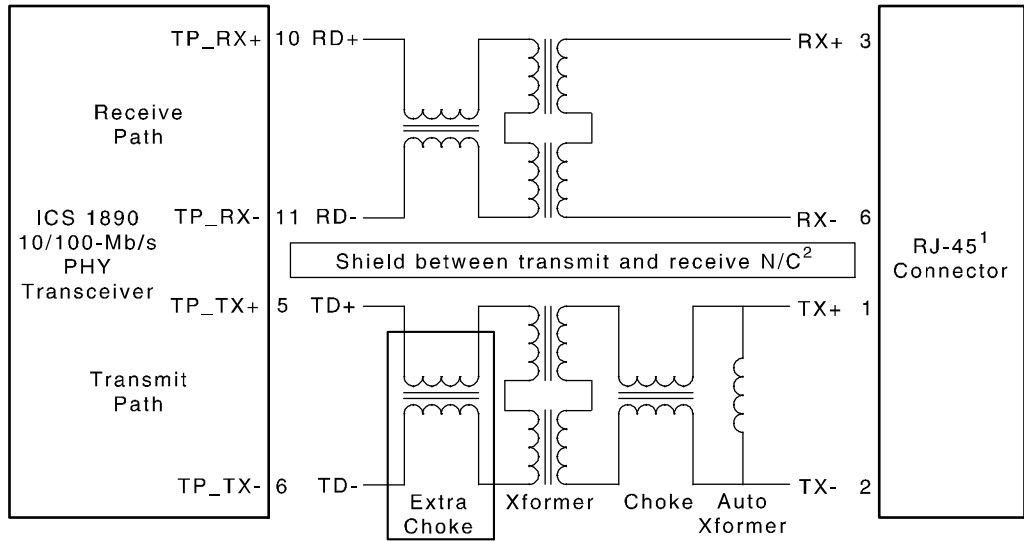 TP_RX+ 10 RD+ RX+ 3
Receive
Path
TP_RX- 11 RD- RX- 6
ICS 1890
10/100-Mb/s
PHY
Transceiver
Shield between transmit and receive N/C²
RJ-45¹
Connector
TP_TX+ 5 TD+ TX+ 1
Transmit
Path
TP_TX- 6 TD- TX- 2
Extra
Choke
Xformer
Choke
Auto
Xformer